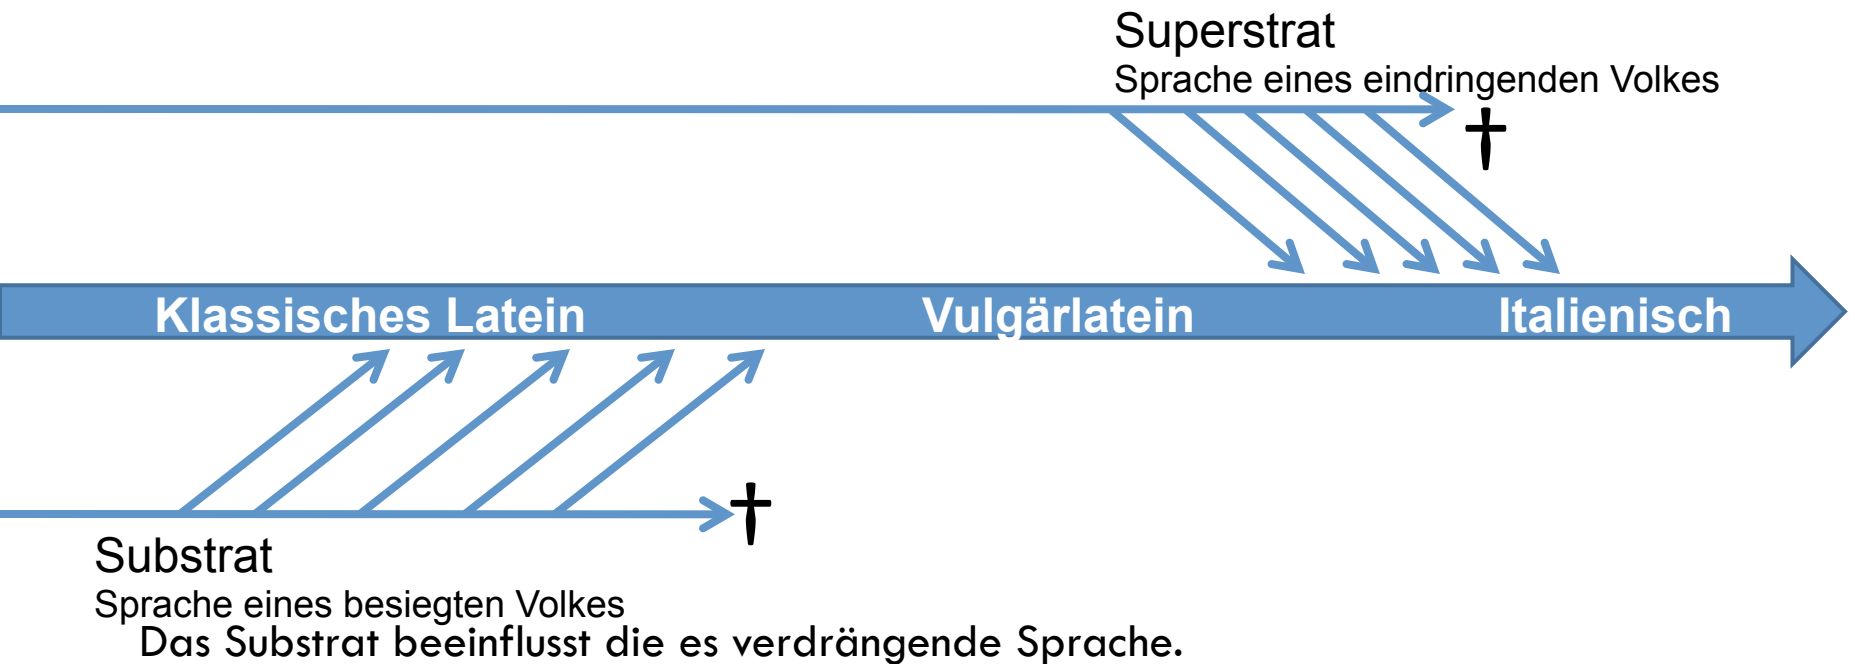 Superstrat
Sprache eines eindringenden Volkes
†
Klassisches Latein Vulgärlatein Italienisch
†
Substrat
Sprache eines besiegten Volkes
Das Substrat beeinflusst die es verdrängende Sprache.